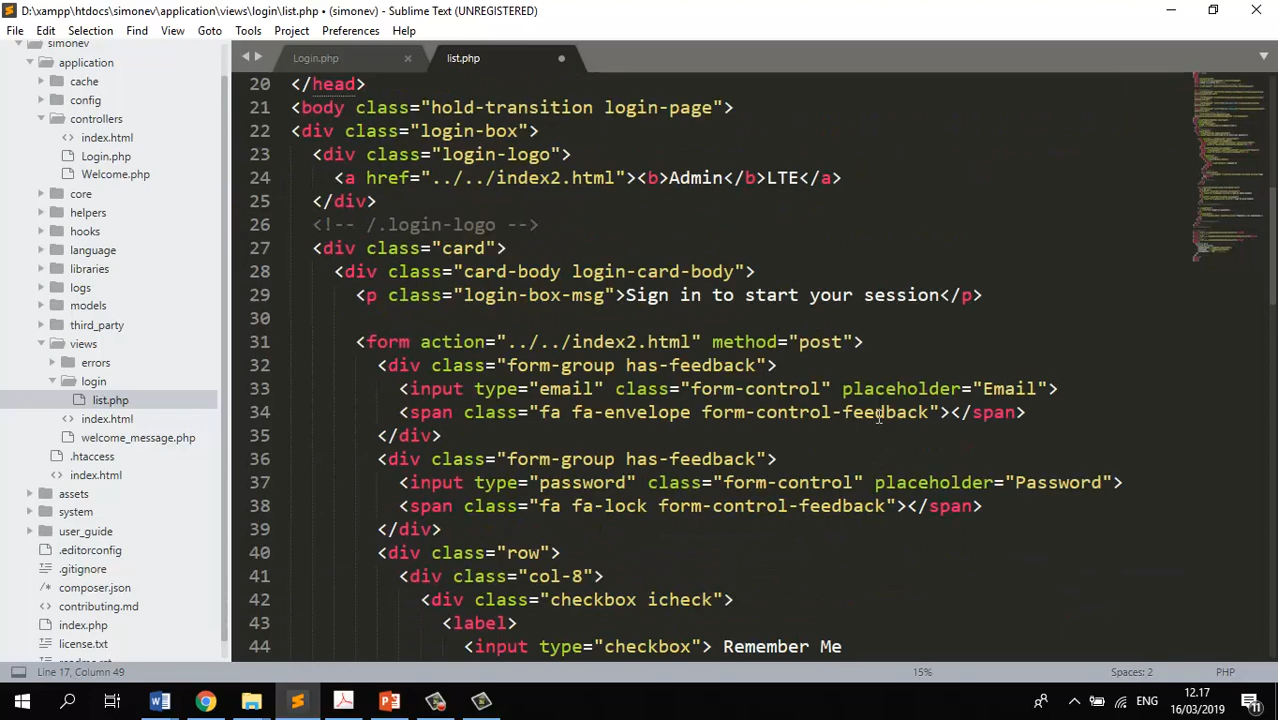 D:\xampp\htdocs\simonev\application\views\login\list.php • (simonev) - Sublime Text (UNREGISTERED)
File Edit Selection Find View Goto Tools Project Preferences Help
simonev
application
cache
config
controllers
index.html
Login.php
Welcome.php
core
helpers
hooks
language
libraries
logs
models
third_party
views
errors
login
list.php
index.html
welcome_message.php
.htaccess
index.html
assets
system
user_guide
.editorconfig
.gitignore
composer.json
contributing.md
index.php
license.txt
readme.rst
Login.php × list.php
20 </head>
21 <body class="hold-transition login-page">
22 <div class="login-box">
23 <div class="login-logo">
24 <a href="../../index2.html"><b>Admin</b>LTE</a>
25 </div>
26 <!-- /.login-logo -->
27 <div class="card">
28 <div class="card-body login-card-body">
29 <p class="login-box-msg">Sign in to start your session</p>
30
31 <form action="../../index2.html" method="post">
32 <div class="form-group has-feedback">
33 <input type="email" class="form-control" placeholder="Email">
34 <span class="fa fa-envelope form-control-feedback"></span>
35 </div>
36 <div class="form-group has-feedback">
37 <input type="password" class="form-control" placeholder="Password">
38 <span class="fa fa-lock form-control-feedback"></span>
39 </div>
40 <div class="row">
41 <div class="col-8">
42 <div class="checkbox icheck">
43 <label>
44 <input type="checkbox"> Remember Me
Line 17, Column 49 15% Spaces: 2 PHP
ENG 12.17
16/03/2019
11